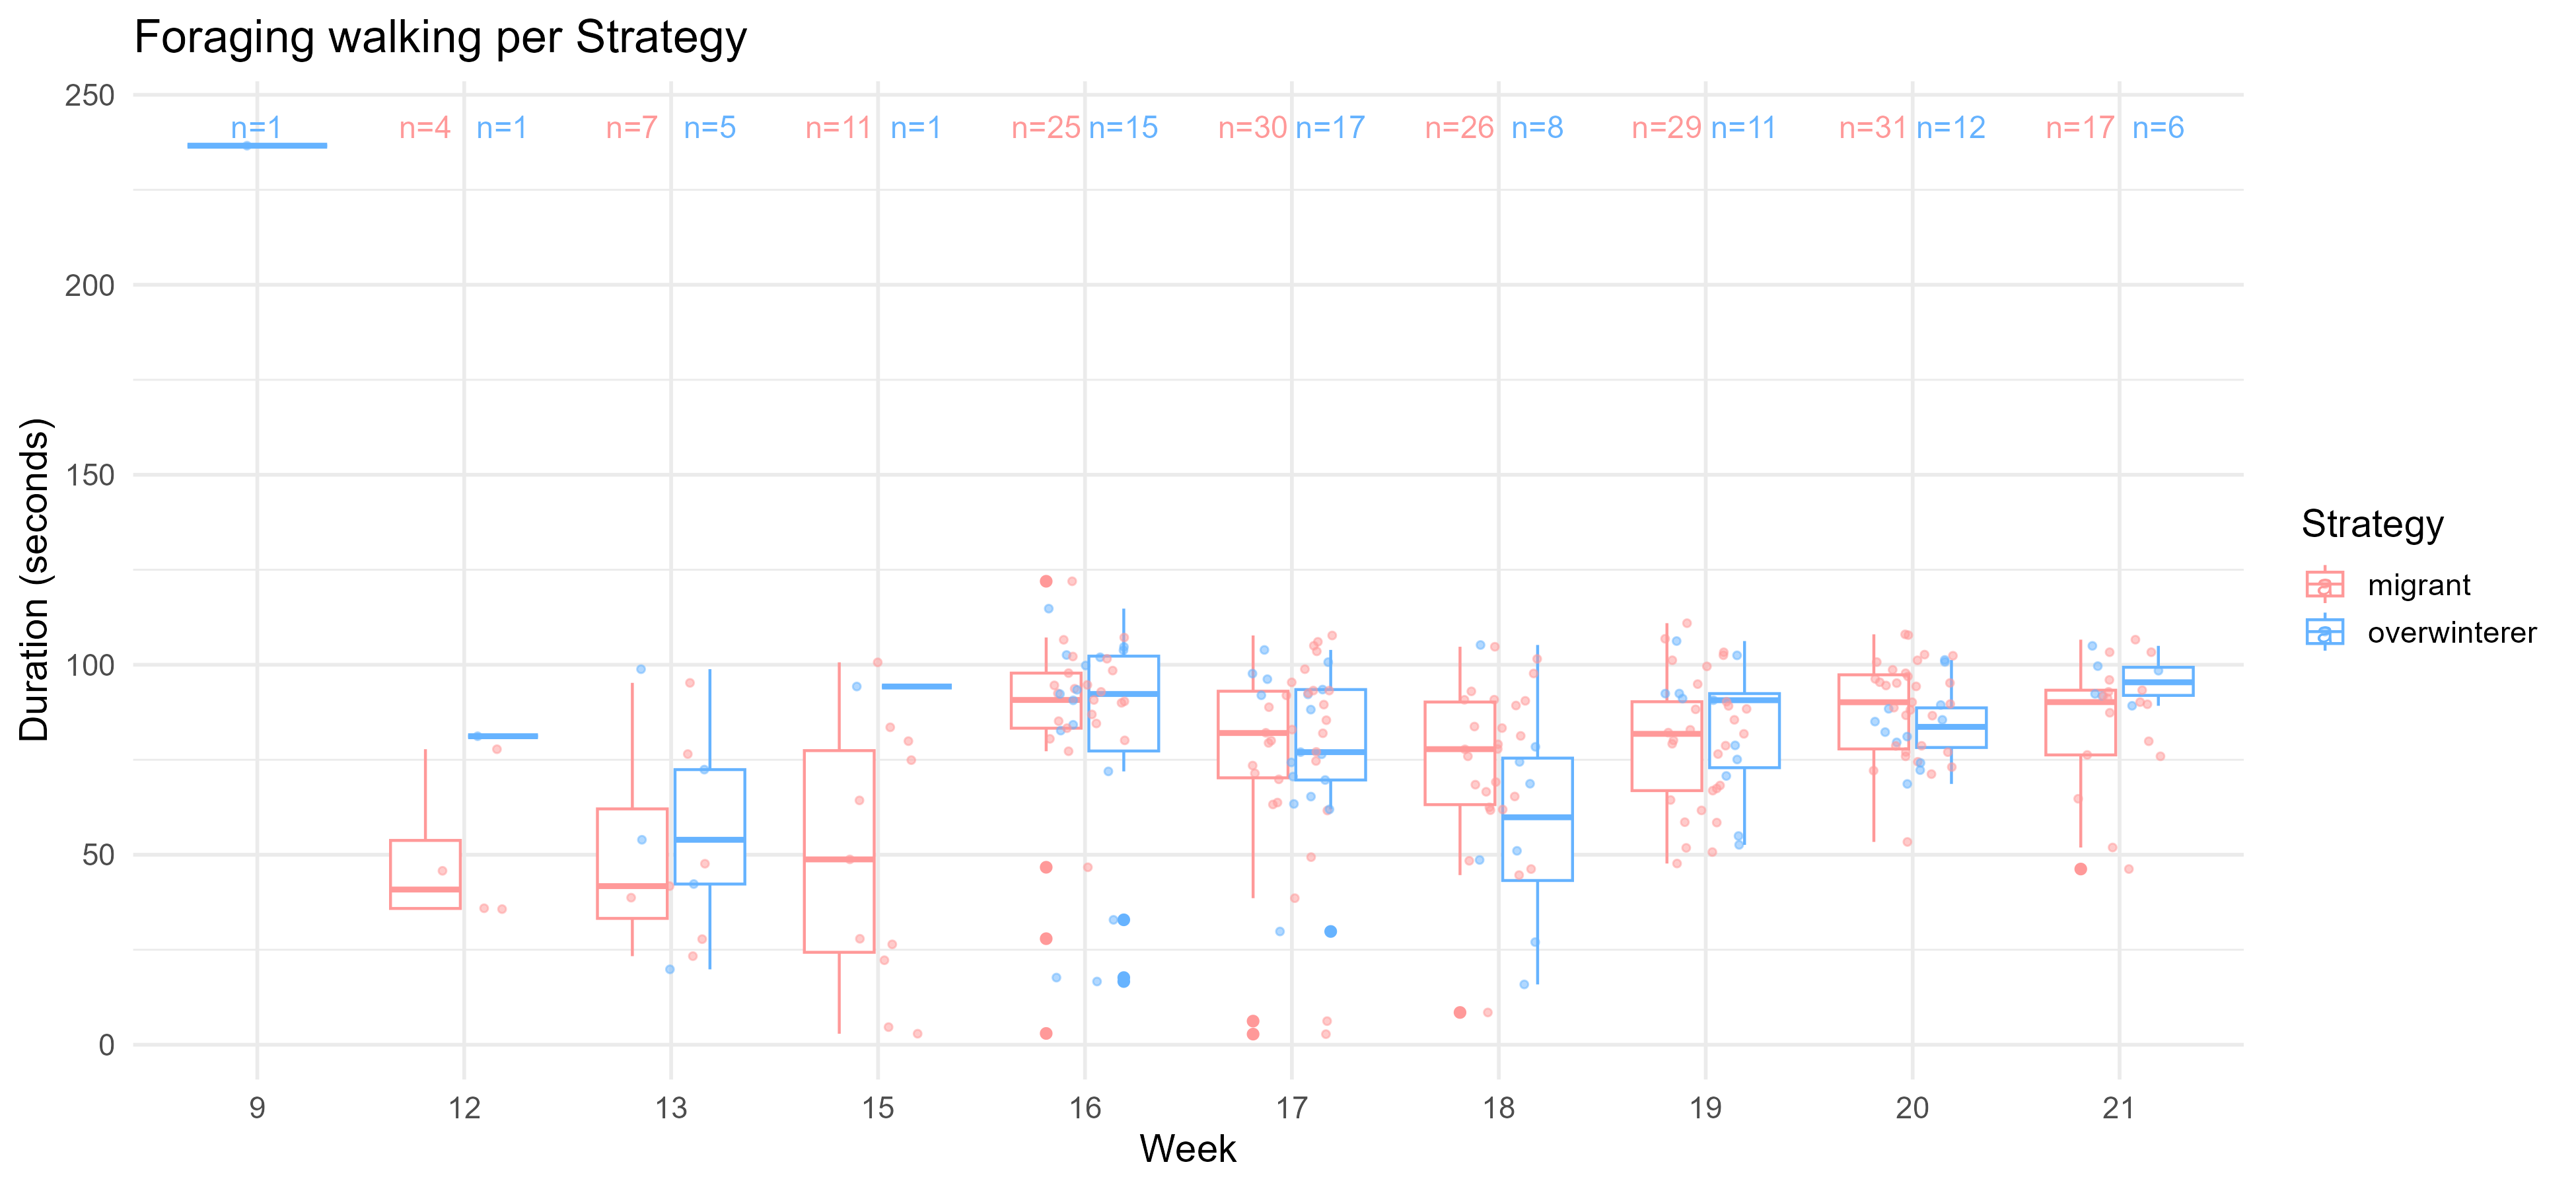 Foraging walking per Strategy
250
200
150
100
50
0
Duration (seconds)
n=1 n=4 n=1 n=7 n=5 n=11 n=1 n=25 n=15 n=30 n=17 n=26 n=8 n=29 n=11 n=31 n=12 n=17 n=6
9 12 13 15 16 17 18 19 20 21
Week
Strategy
a migrant
a overwinterer